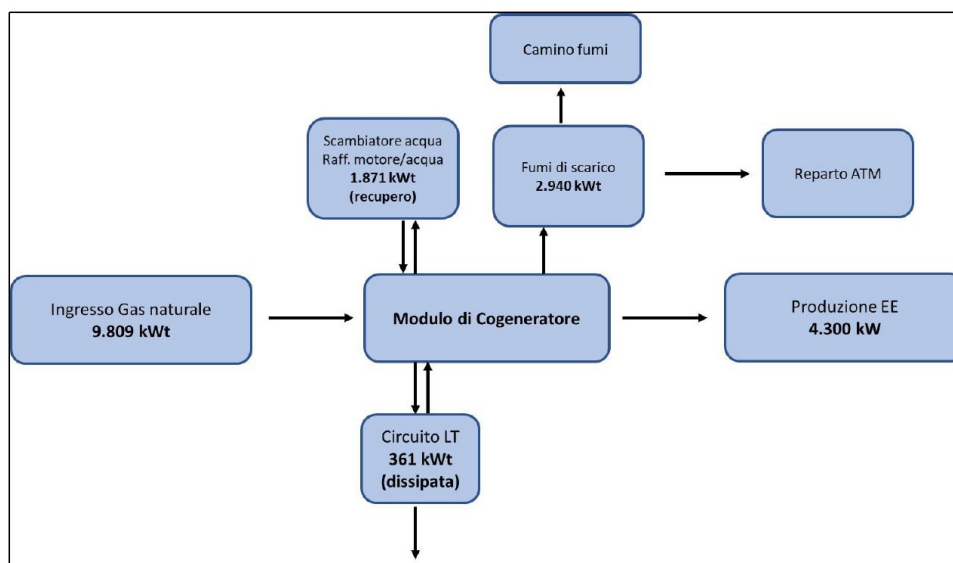 Camino fumi
Scambiatore acqua
Raff. motore/acqua
1.871 kWt
(recupero)
Fumi di scarico
2.940 kWt
Reparto ATM
Ingresso Gas naturale
9.809 kWt
Modulo di Cogeneratore
Produzione EE
4.300 kW
Circuito LT
361 kWt
(dissipata)